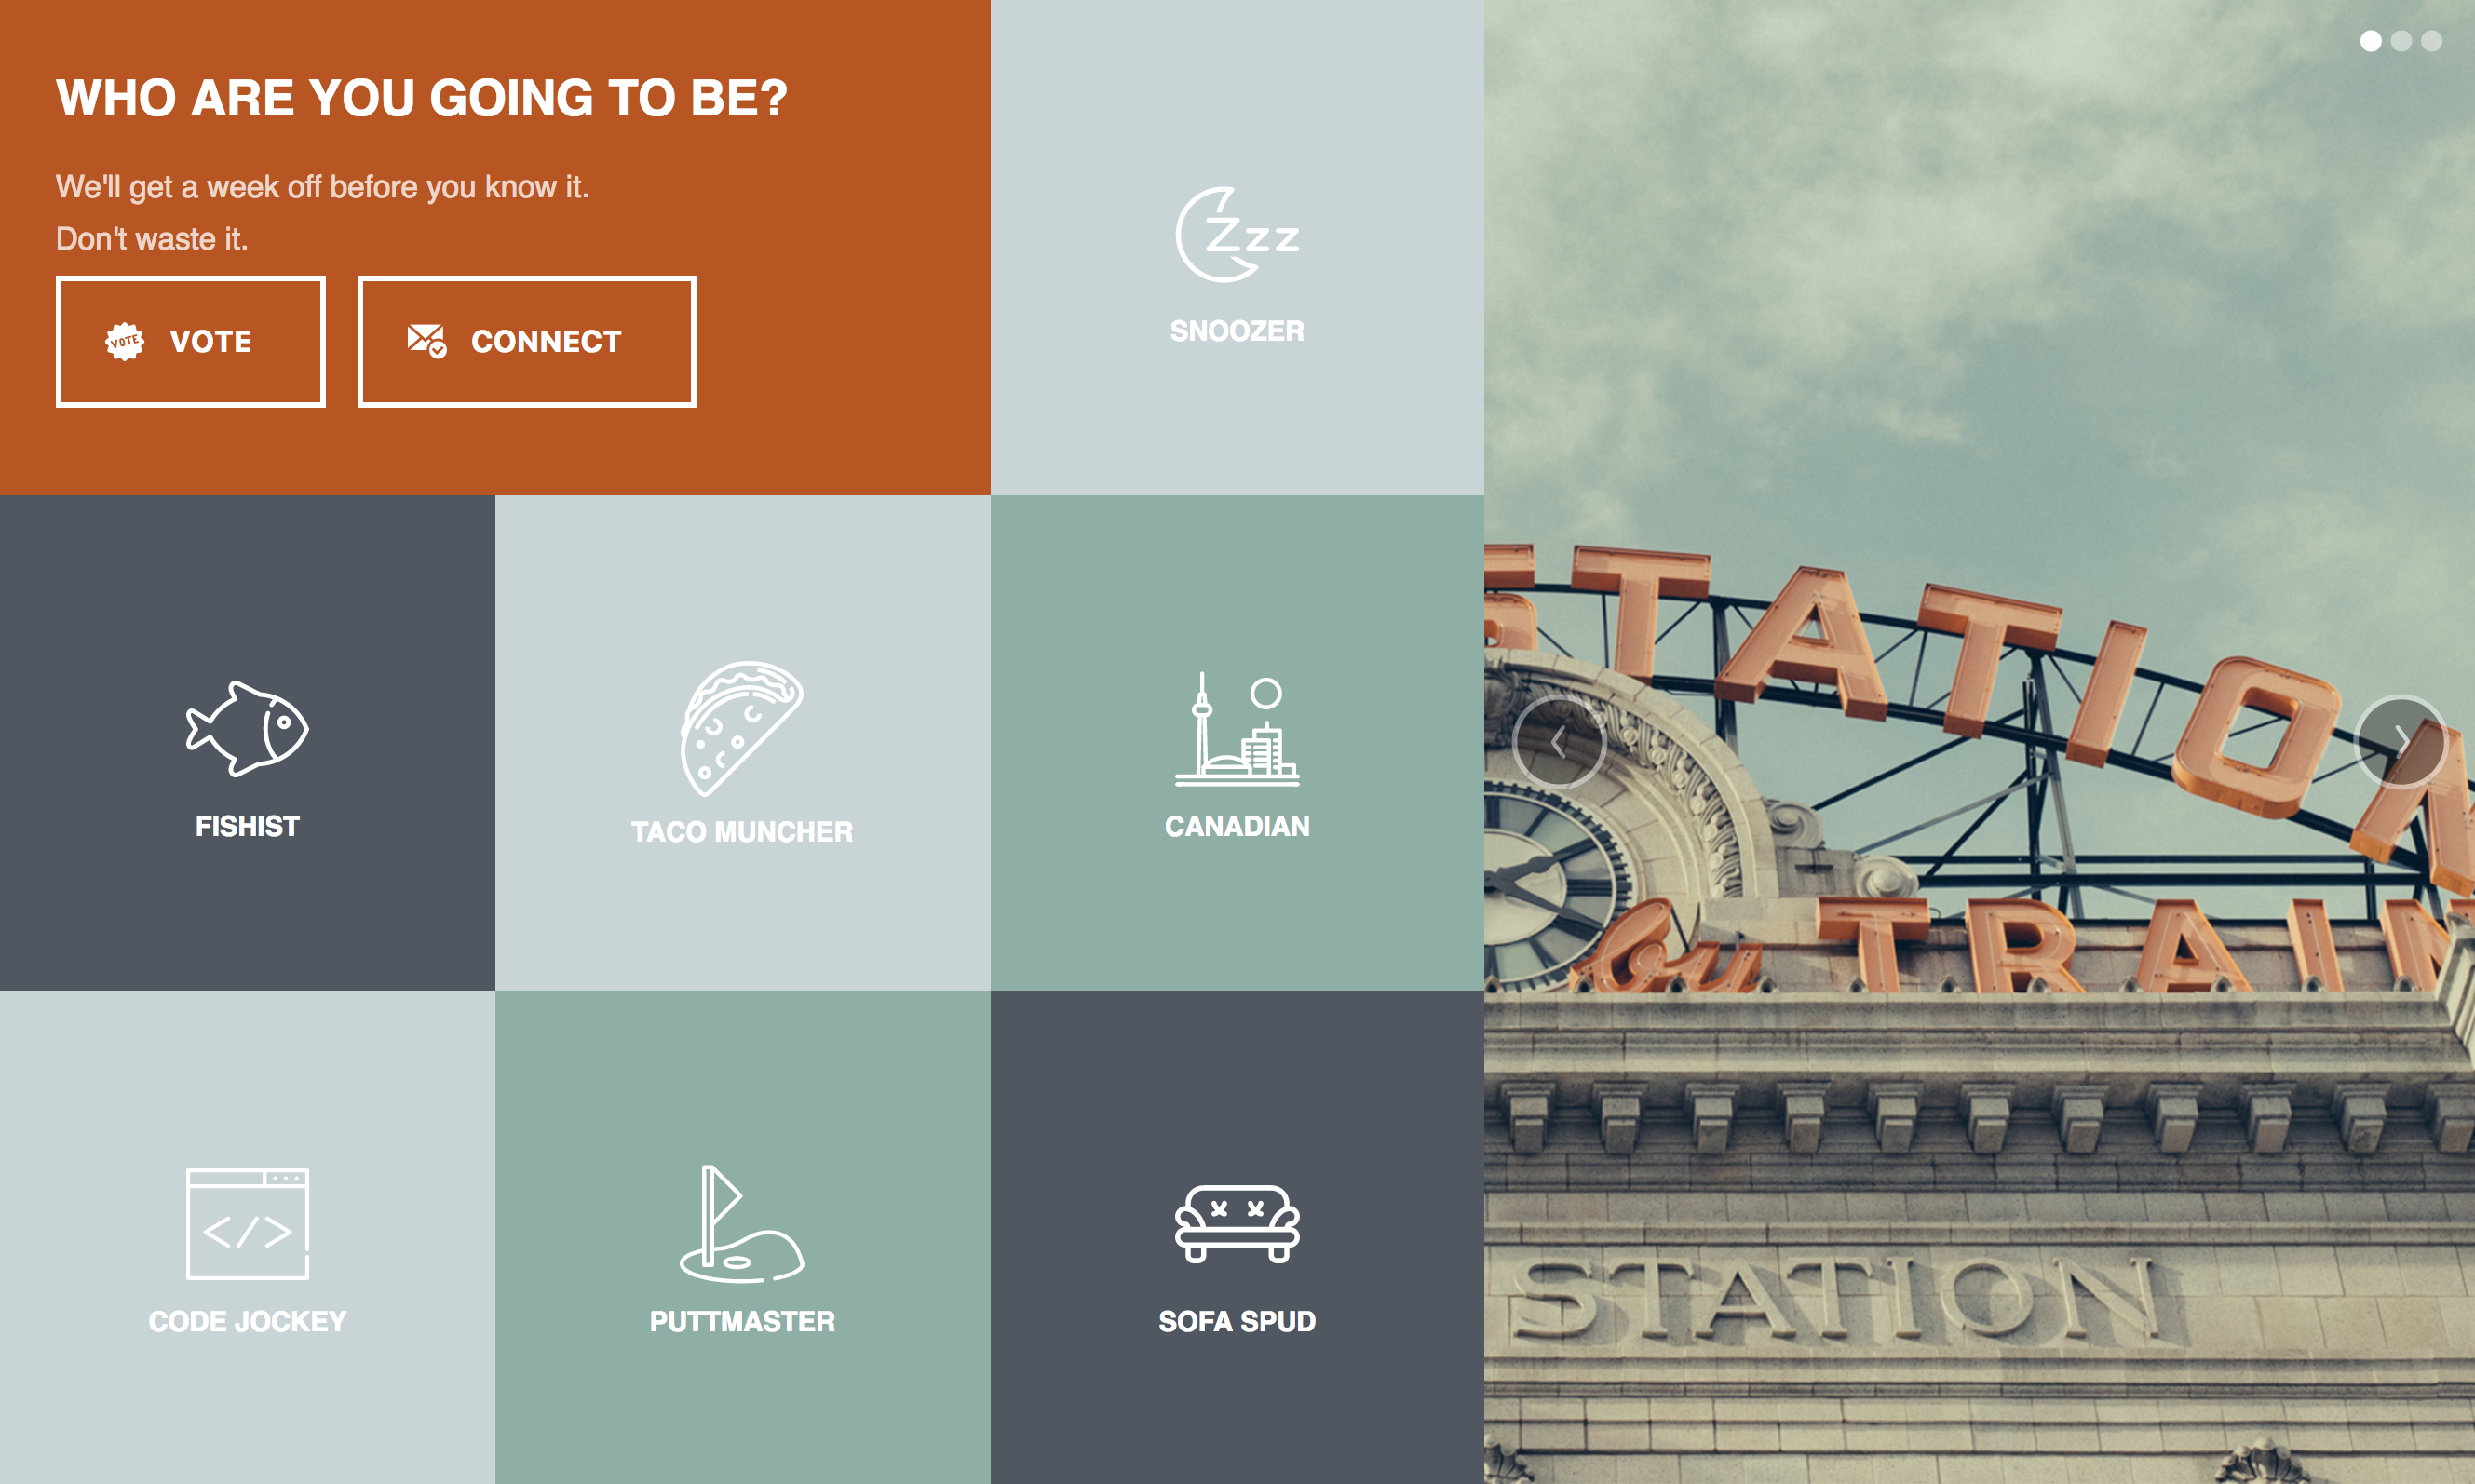 WHO ARE YOU GOING TO BE?
We'll get a week off before you know it.
Don't waste it.
VOTE VOTE
CONNECT
Zzz
SNOOZER
FISHIST
TACO MUNCHER
CANADIAN
</>
CODE JOCKEY
PUTTMASTER
SOFA SPUD
STATION
by TRAIN
STATION